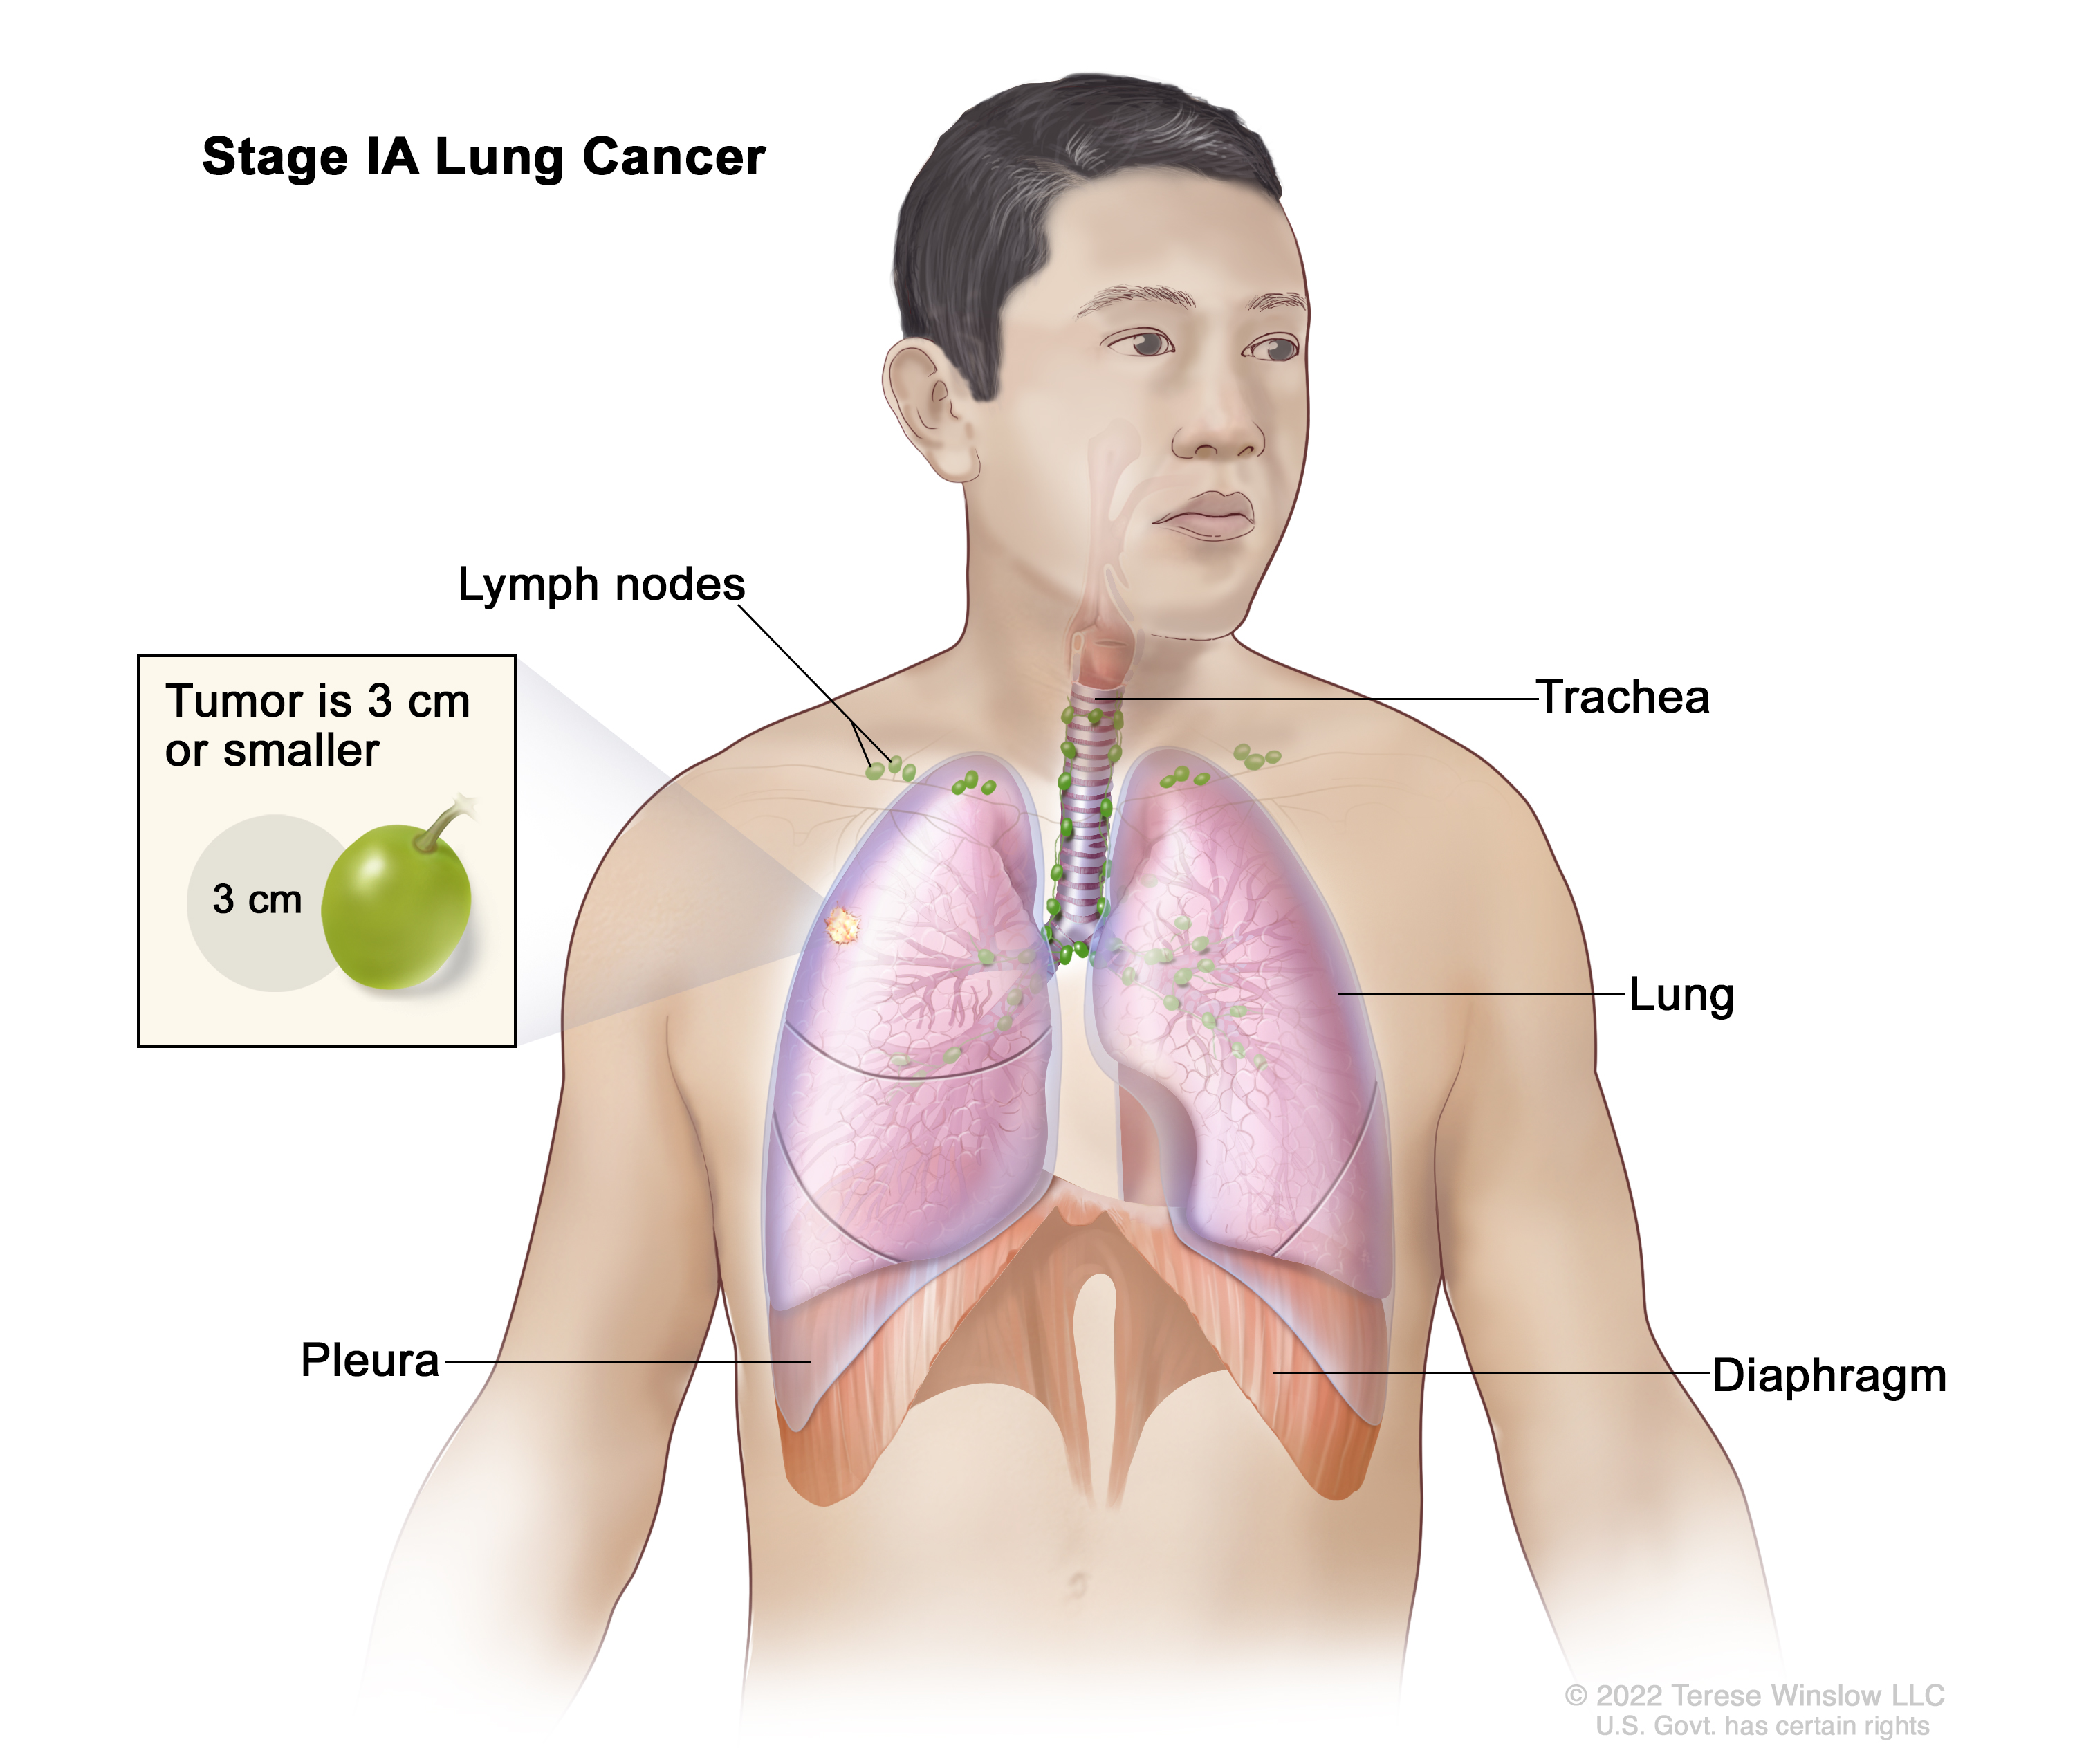 Stage IA Lung Cancer
Lymph nodes
Tumor is 3 cm
or smaller
3 cm
Trachea
Lung
Pleura
Diaphragm
© 2022 Terese Winslow LLC
U.S. Govt. has certain rights